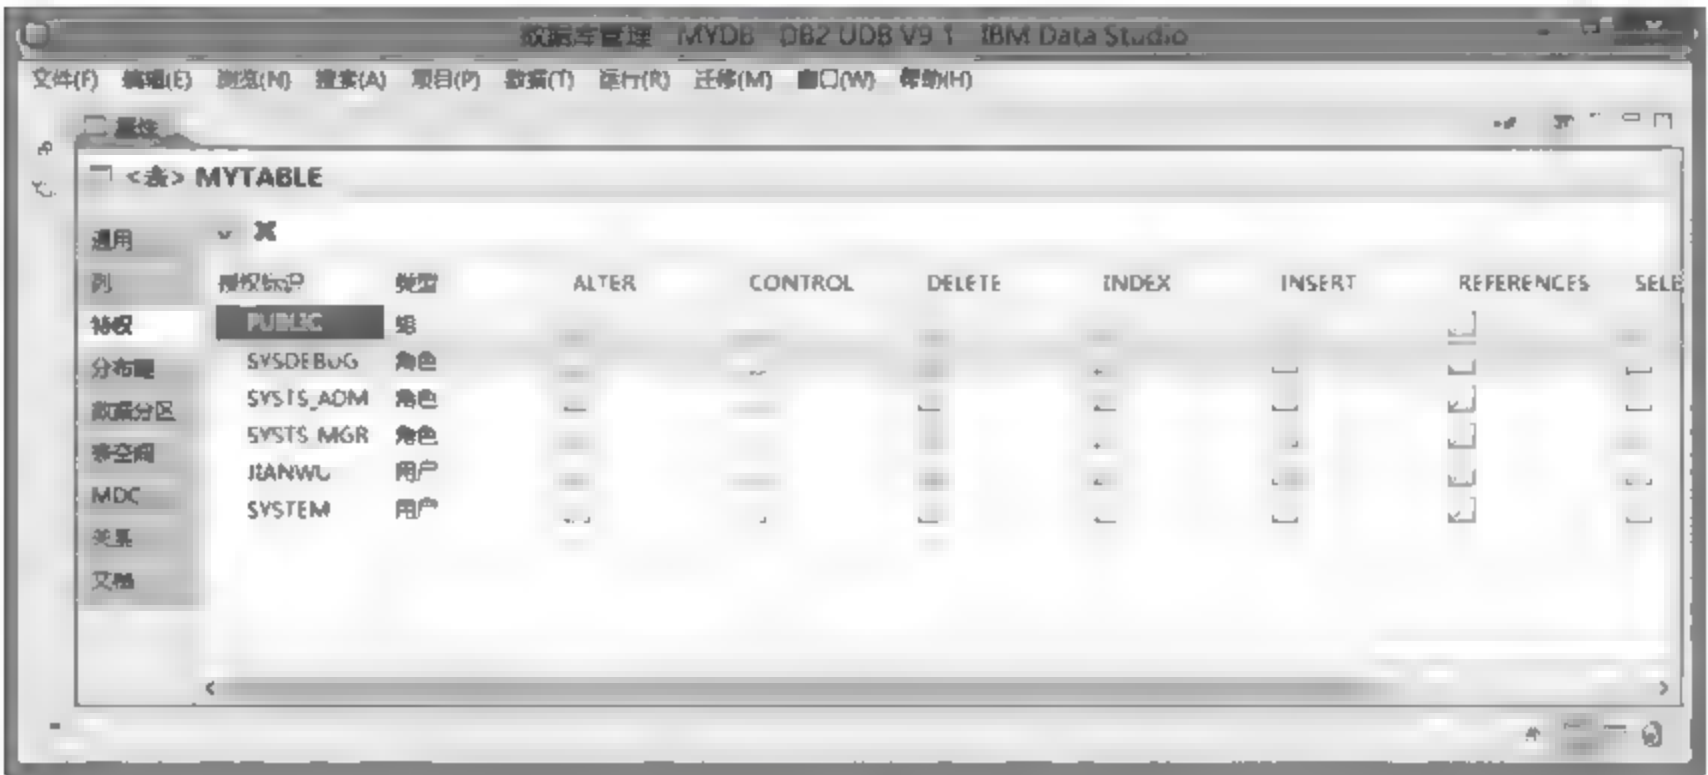 数据库管理 MYDB DB2 UDB V9 1 IBM Data Studio
文件(F) 编辑(E) 浏览(N) 搜索(A) 项目(P) 数据(T) 运行(R) 迁移(M) 窗口(W) 帮助(H)
属性
<表> MYTABLE
通用
列
特权
分布键
数据分区
表空间
MDC
关系
文档
授权标识 类型 ALTER CONTROL DELETE INDEX INSERT REFERENCES SELE
PUBLIC 组
SYSDEBUG 角色
SYSTS_ADM 角色
SYSTS_MGR 角色
JIANWU 用户
SYSTEM 用户